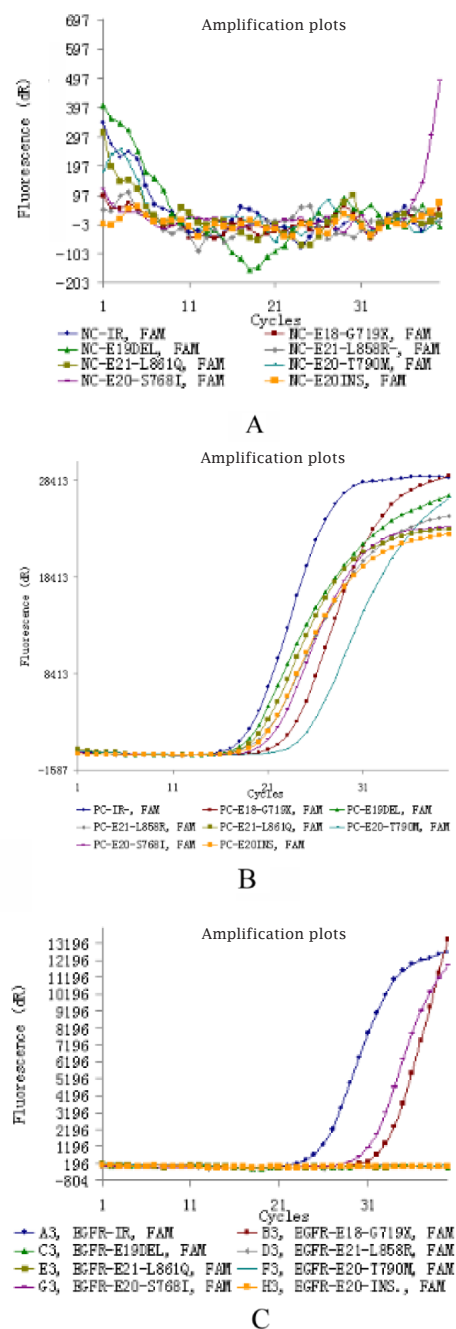 Amplification plots
697
597
497
397
297
197
97
-3
-103
-203
Fluorescence (dR)
1 11 21 31
Cycles
NC-IR, FAM NC-E18-G719X, FAM
NC-E19DEL, FAM NC-E21-L858R-, FAM
NC-E21-L861Q, FAM NC-E20-T790M, FAM
NC-E20-S768I, FAM NC-E20INS, FAM
A
Amplification plots
28413
18413
8413
-1587
Fluorescence (dR)
1 11 21 31
Cycles
PC-IR-, FAM PC-E18-G719X, FAM PC-E19DEL, FAM
PC-E21-L858R, FAM PC-E21-L861Q, FAM PC-E20-T790M, FAM
PC-E20-S768I, FAM PC-E20INS, FAM
B
Amplification plots
13196
12196
11196
10196
9196
8196
7196
6196
5196
4196
3196
2196
1196
196
-804
Fluorescence (dR)
1 11 21 31
Cycles
A3, EGFR-IR, FAM B3, EGFR-E18-G719X, FAM
C3, EGFR-E19DEL, FAM D3, EGFR-E21-L858R, FAM
E3, EGFR-E21-L861Q, FAM F3, EGFR-E20-T790M, FAM
G3, EGFR-E20-S768I, FAM H3, EGFR-E20-INS., FAM
C